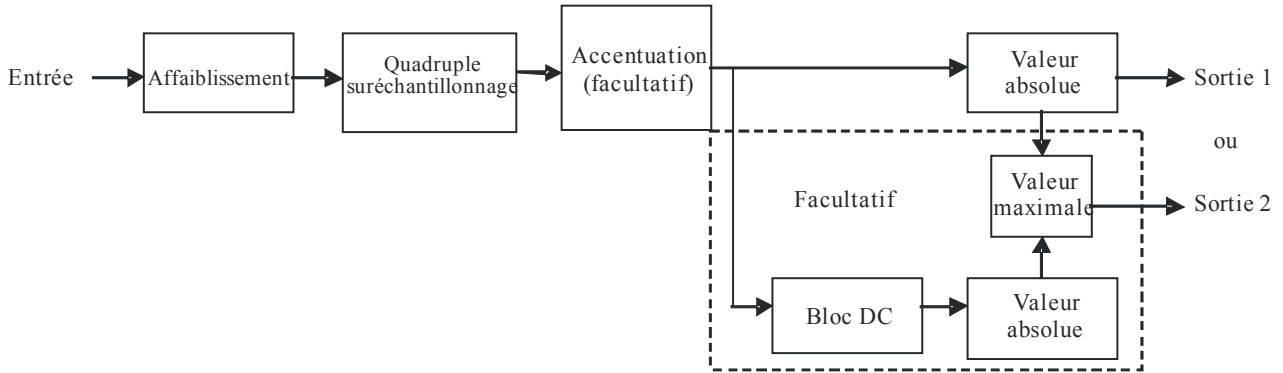 Entrée
Affaiblissement
Quadruple
suréchantillonnage
Accentuation
(facultatif)
Valeur
absolue
Sortie 1
ou
Facultatif
Valeur
maximale
Sortie 2
Bloc DC
Valeur
absolue